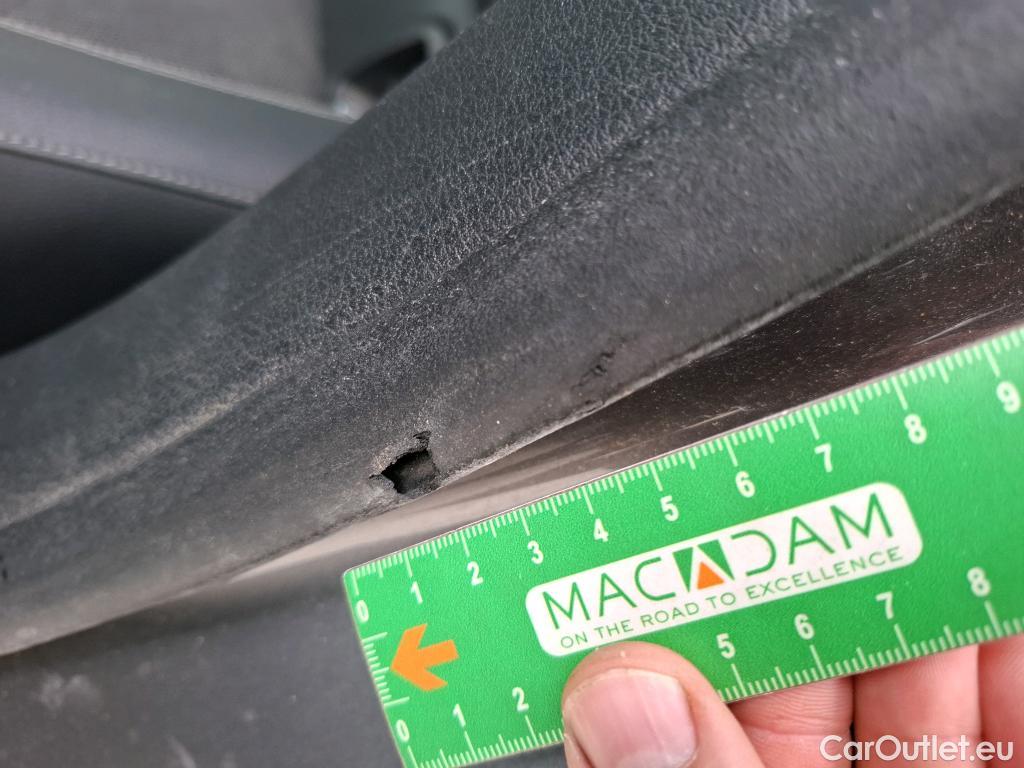 0 1 2 3 4 5 6 7 8 9
MACADAM
ON THE ROAD TO EXCELLENCE
0 1 2 5 6 7 8
CarOutlet.eu